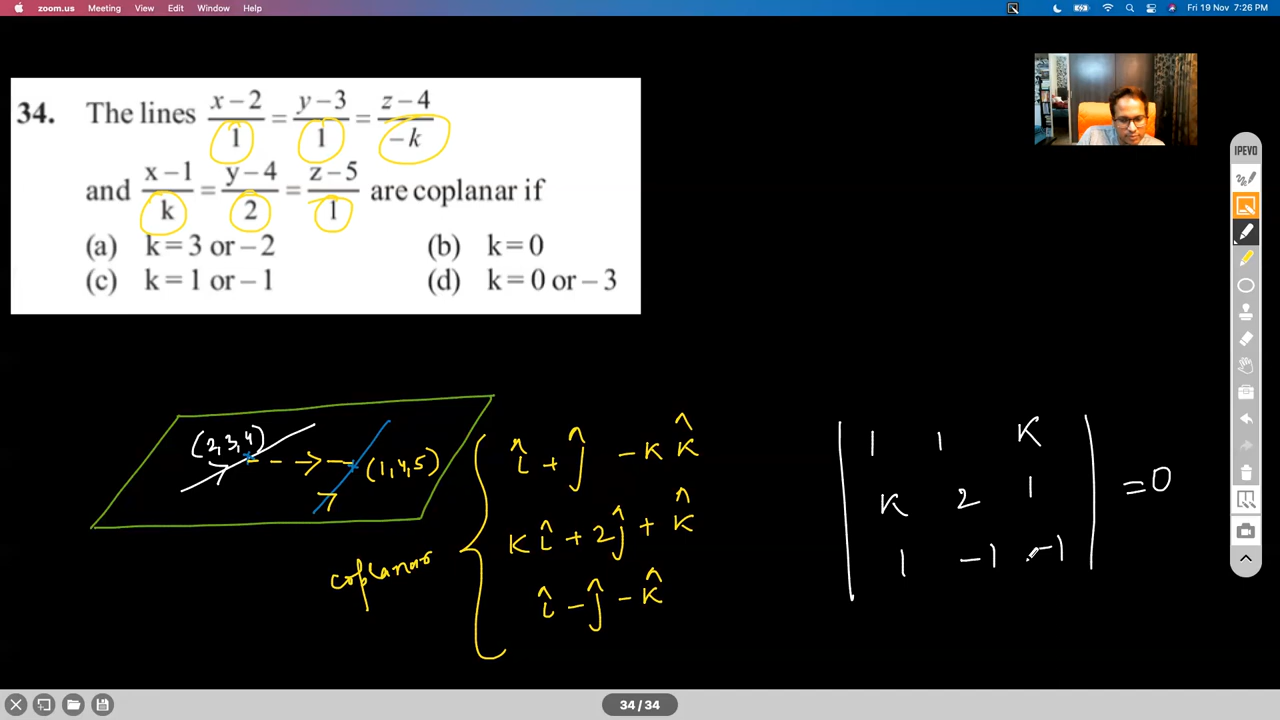 zoom.us Meeting View Edit Window Help Fri 19 Nov 7:26 PM
34. The lines x−2/1 = y−3/1 = z−4/−k
and x−1/k = y−4/2 = z−5/1 are coplanar if
(a) k=3 or −2 (b) k=0
(c) k=1 or −1 (d) k=0 or −3
IPEVO
(2,3,4)
(1,4,5)
coplanar
î + ĵ − K K̂
K î + 2ĵ + K̂
î − ĵ − K̂
| 1 1 K |
| K 2 1 | = 0
| 1 −1 −1 |
34 / 34